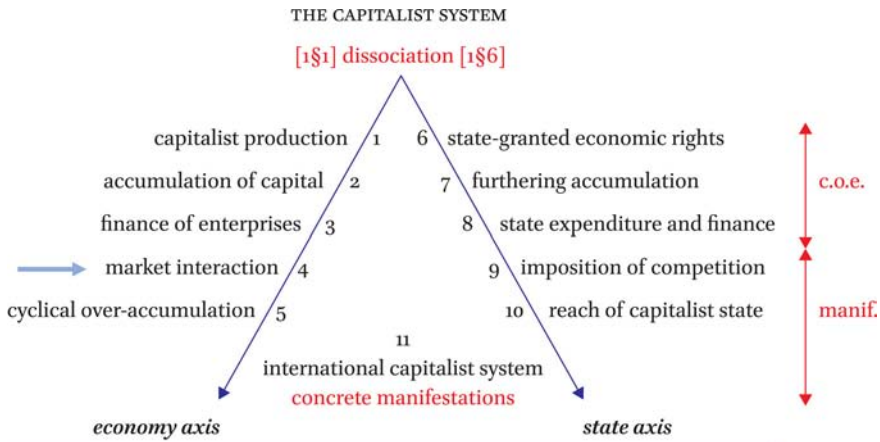 THE CAPITALIST SYSTEM
[1§1] dissociation [1§6]
capitalist production 1 6 state-granted economic rights
accumulation of capital 2 7 furthering accumulation
c.o.e.
finance of enterprises 3 8 state expenditure and finance
market interaction 4 9 imposition of competition
cyclical over-accumulation 5 10 reach of capitalist state manif.
11
international capitalist system
concrete manifestations
economy axis state axis